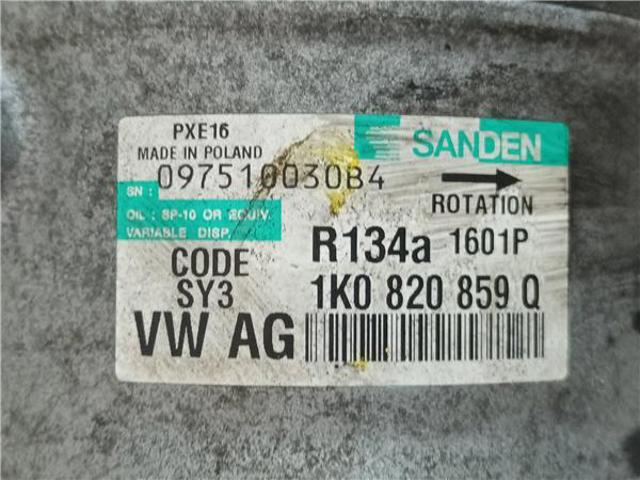 PXE16
SANDEN
MADE IN POLAND
SN : 09751003084
ROTATION
OIL : SP-10 OR EQUIV.
VARIABLE DISP.
R134a 1601P
CODE
SY3
1K0 820 859 Q
VW AG